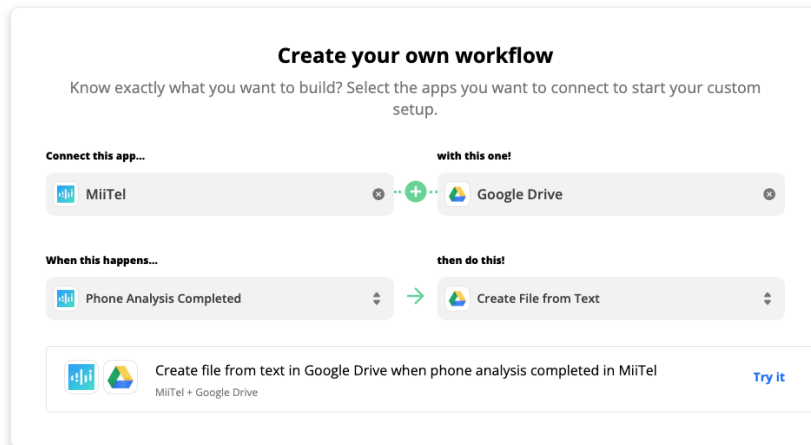 Create your own workflow
Know exactly what you want to build? Select the apps you want to connect to start your custom
setup.
Connect this app...
with this one!
MiiTel
Google Drive
When this happens...
then do this!
Phone Analysis Completed
Create File from Text
Create file from text in Google Drive when phone analysis completed in MiiTel
Try it
MiiTel + Google Drive